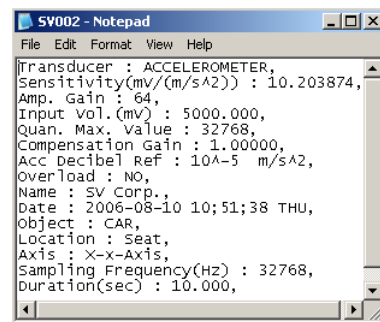 SV002 - Notepad
File Edit Format View Help
Transducer : ACCELEROMETER,
Sensitivity(mV/(m/s^2)) : 10.203874,
Amp. Gain : 64,
Input Vol.(mV) : 5000.000,
Quan. Max. Value : 32768,
Compensation Gain : 1.00000,
Acc Decibel Ref : 10^-5  m/s^2,
Overload : NO,
Name : SV Corp.,
Date : 2006-08-10 10;51;38 THU,
Object : CAR,
Location : Seat,
Axis : X-x-Axis,
Sampling Frequency(Hz) : 32768,
Duration(sec) : 10.000,